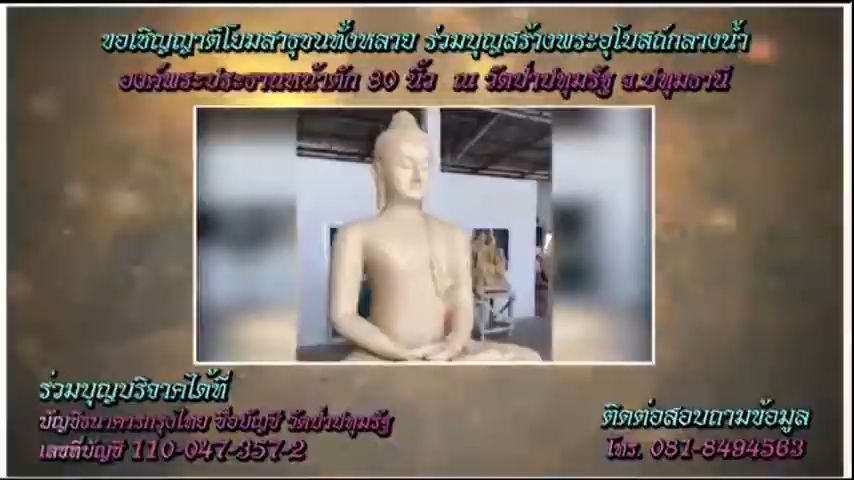 ขอเชิญญาติโยมสาธุชนทั้งหลาย ร่วมบุญสร้างพระอุโบสถ์กลางน้ำ
องค์พระประธานหน้าตัก 80 นิ้ว ณ วัดป่าปทุมรัฐ จ.ปทุมธานี
ร่วมบุญบริจาคได้ที่
บัญชีธนาคารกรุงไทย ชื่อบัญชี วัดป่าปทุมรัฐ
เลขที่บัญชี 110-047-357-2
ติดต่อสอบถามข้อมูล
โทร. 081-8494563